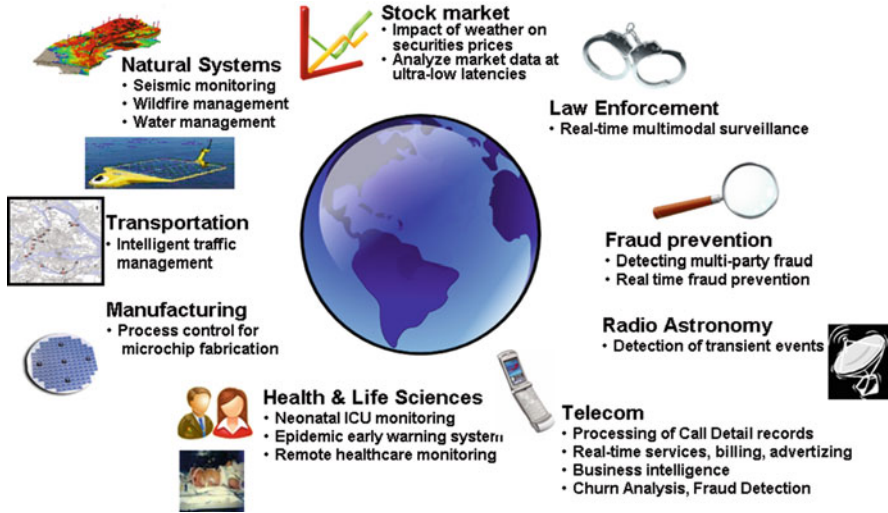 Stock market
• Impact of weather on
securities prices
• Analyze market data at
ultra-low latencies
Natural Systems
• Seismic monitoring
• Wildfire management
• Water management
Law Enforcement
• Real-time multimodal surveillance
Transportation
• Intelligent traffic
management
Fraud prevention
• Detecting multi-party fraud
• Real time fraud prevention
Manufacturing
• Process control for
microchip fabrication
Radio Astronomy
• Detection of transient events
Health & Life Sciences
• Neonatal ICU monitoring
• Epidemic early warning system
• Remote healthcare monitoring
Telecom
• Processing of Call Detail records
• Real-time services, billing, advertizing
• Business intelligence
• Churn Analysis, Fraud Detection